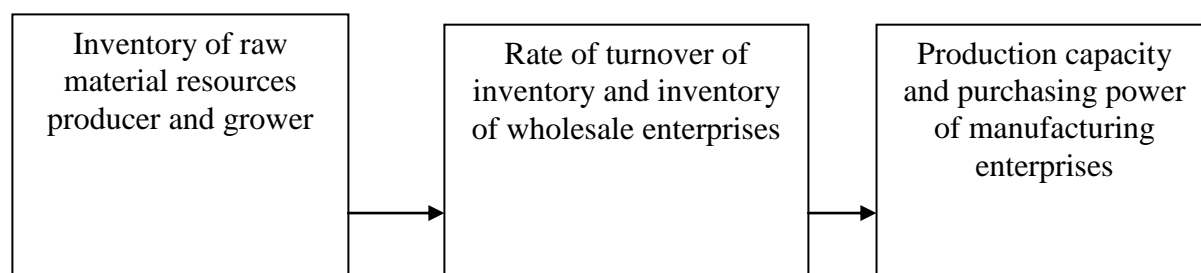 Inventory of raw
material resources
producer and grower
Rate of turnover of
inventory and inventory
of wholesale enterprises
Production capacity
and purchasing power
of manufacturing
enterprises